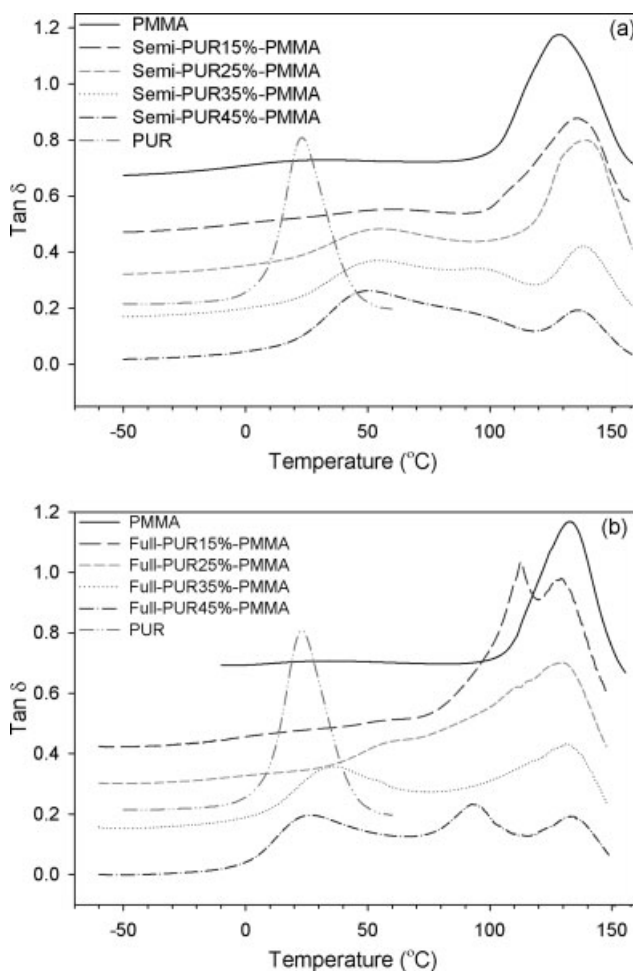 (a)
PMMA
Semi-PUR15%-PMMA
Semi-PUR25%-PMMA
Semi-PUR35%-PMMA
Semi-PUR45%-PMMA
PUR
Tan δ
1.2
1.0
0.8
0.6
0.4
0.2
0.0
-50 0 50 100 150
Temperature (°C)
(b)
PMMA
Full-PUR15%-PMMA
Full-PUR25%-PMMA
Full-PUR35%-PMMA
Full-PUR45%-PMMA
PUR
Tan δ
1.2
1.0
0.8
0.6
0.4
0.2
0.0
-50 0 50 100 150
Temperature (°C)